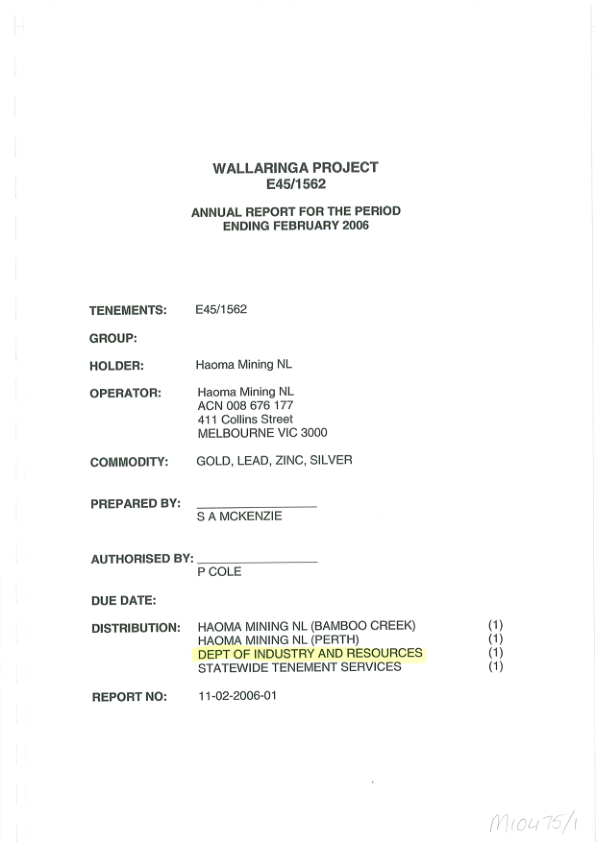 WALLARINGA PROJECT
E45/1562
ANNUAL REPORT FOR THE PERIOD
ENDING FEBRUARY 2006
TENEMENTS: E45/1562
GROUP:
HOLDER: Haoma Mining NL
OPERATOR: Haoma Mining NL
ACN 008 676 177
411 Collins Street
MELBOURNE VIC 3000
COMMODITY: GOLD, LEAD, ZINC, SILVER
PREPARED BY:
S A MCKENZIE
AUTHORISED BY:
P COLE
DUE DATE:
DISTRIBUTION: HAOMA MINING NL (BAMBOO CREEK) (1)
HAOMA MINING NL (PERTH) (1)
DEPT OF INDUSTRY AND RESOURCES (1)
STATEWIDE TENEMENT SERVICES (1)
REPORT NO: 11-02-2006-01
M10475/1